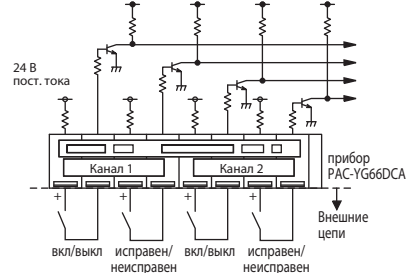 24 В
пост. тока
Канал 1
Канал 2
прибор
PAC-YG66DCA
+
+
+
+
Внешние
цепи
вкл/выкл
исправен/
неисправен
вкл/выкл
исправен/
неисправен